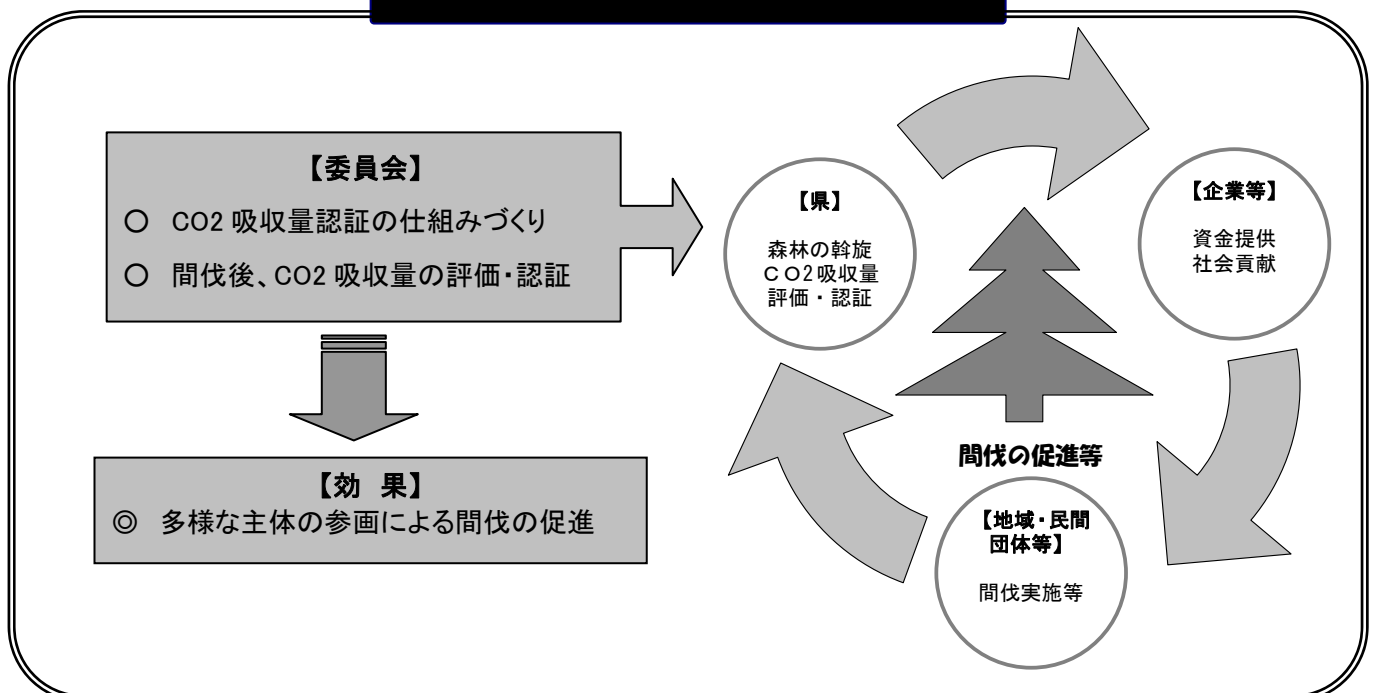 【委員会】
○ CO2 吸収量認証の仕組みづくり
○ 間伐後、CO2 吸収量の評価・認証
【効 果】
◎ 多様な主体の参画による間伐の促進
【県】
森林の斡旋
CO2吸収量
評価・認証
【企業等】
資金提供
社会貢献
間伐の促進等
【地域・民間
団体等】
間伐実施等